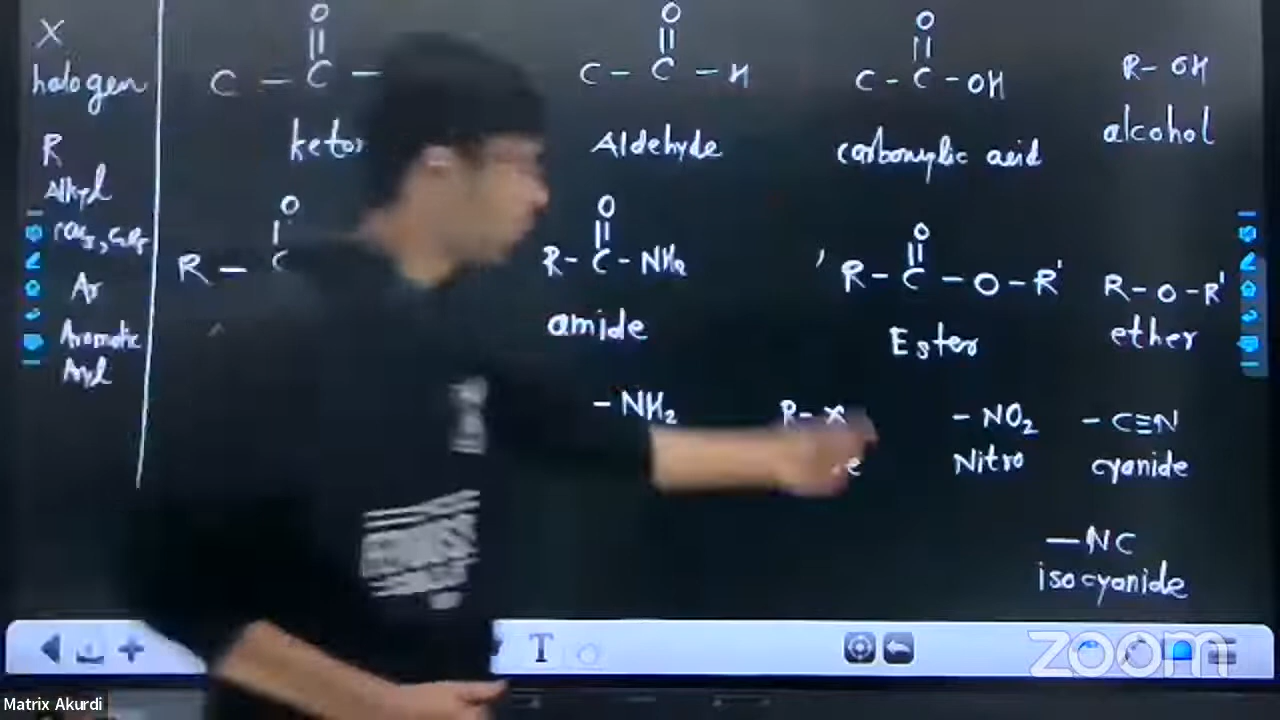 X
halogen
R
Alkyl
Ar
Aromatic
Aryl
O
||
C – C –
O
||
C – C – H
Aldehyde
O
||
C – C – OH
carboxylic acid
R – OH
alcohol
O
R – C
O
||
R – C – NH₂
amide
O
||
R – C – O – R'
Ester
R – O – R'
ether
– NH₂
R – X
– NO₂
Nitro
– C≡N
cyanide
– NC
isocyanide
T
zoom
Matrix Akurdi